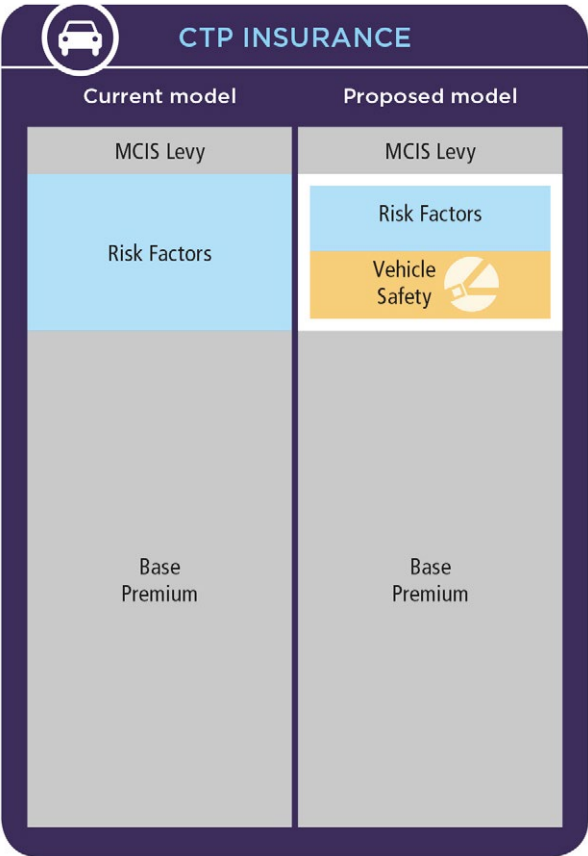 CTP INSURANCE
Current model
Proposed model
MCIS Levy
MCIS Levy
Risk Factors
Risk Factors
Vehicle
Safety
Base
Premium
Base
Premium